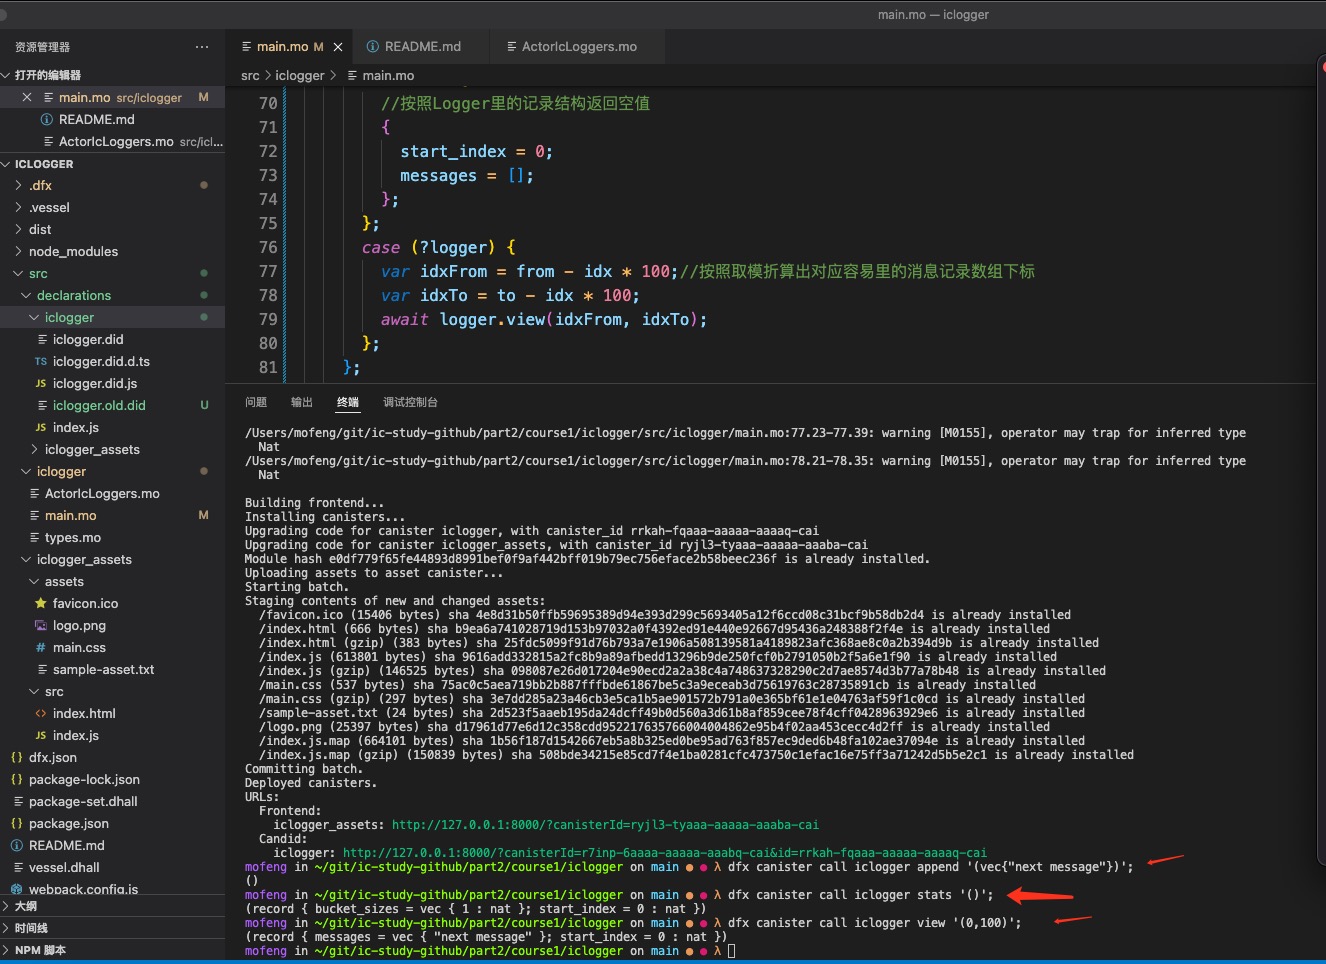 main.mo — iclogger
资源管理器 ···
main.mo M
README.md
ActorIcLoggers.mo
打开的编辑器
src > iclogger > main.mo
main.mo src/iclogger M
README.md
ActorIcLoggers.mo src/icl...
ICLOGGER
.dfx
.vessel
dist
node_modules
src
declarations
iclogger
iclogger.did
TS iclogger.did.d.ts
JS iclogger.did.js
iclogger.old.did U
JS index.js
iclogger_assets
iclogger
ActorIcLoggers.mo
main.mo M
types.mo
iclogger_assets
assets
favicon.ico
logo.png
# main.css
sample-asset.txt
src
<> index.html
JS index.js
{} dfx.json
{} package-lock.json
package-set.dhall
{} package.json
README.md
vessel.dhall
webpack.config.js
大纲
时间线
NPM 脚本
70 //按照Logger里的记录结构返回空值
71 {
72 start_index = 0;
73 messages = [];
74 };
75 };
76 case (?logger) {
77 var idxFrom = from - idx * 100;//按照取模折算出对应容易里的消息记录数组下标
78 var idxTo = to - idx * 100;
79 await logger.view(idxFrom, idxTo);
80 };
81 };
问题 输出 终端 调试控制台
/Users/mofeng/git/ic-study-github/part2/course1/iclogger/src/iclogger/main.mo:77.23-77.39: warning [M0155], operator may trap for inferred type
Nat
/Users/mofeng/git/ic-study-github/part2/course1/iclogger/src/iclogger/main.mo:78.21-78.35: warning [M0155], operator may trap for inferred type
Nat
Building frontend...
Installing canisters...
Upgrading code for canister iclogger, with canister_id rrkah-fqaaa-aaaaa-aaaaq-cai
Upgrading code for canister iclogger_assets, with canister_id ryjl3-tyaaa-aaaaa-aaaba-cai
Module hash e0df779f65fe44893d8991bef0f9af442bff019b79ec756eface2b58beec236f is already installed.
Uploading assets to asset canister...
Starting batch.
Staging contents of new and changed assets:
/favicon.ico (15406 bytes) sha 4e8d31b50ffb59695389d94e393d299c5693405a12f6ccd08c31bcf9b58db2d4 is already installed
/index.html (666 bytes) sha b9ea6a741028719d153b97032a0f4392ed91e440e92667d95436a248388f2f4e is already installed
/index.html (gzip) (383 bytes) sha 25fdc5099f91d76b793a7e1906a508139581a4189823afc368ae8c0a2b394d9b is already installed
/index.js (613801 bytes) sha 9616add332815a2fc8b9a89afbedd13296b9de250fcf0b2791050b2f5a6e1f90 is already installed
/index.js (gzip) (146525 bytes) sha 098087e26d017204e90ecd2a2a38c4a748637328290c2d7ae8574d3b77a78b48 is already installed
/main.css (537 bytes) sha 75ac0c5aea719bb2b887fffbde61867be5c3a9eceab3d75619763c28735891cb is already installed
/main.css (gzip) (297 bytes) sha 3e7dd285a23a46cb3e5ca1b5ae901572b791a0e365bf61e1e04763af59f1c0cd is already installed
/sample-asset.txt (24 bytes) sha 2d523f5aaeb195da24dcff49b0d560a3d61b8af859cee78f4cff0428963929e6 is already installed
/logo.png (25397 bytes) sha d17961d77e6d12c358cd952217635766004004862e95b4f02aa453cecc4d2ff is already installed
/index.js.map (664101 bytes) sha 1b56f187d1542667eb5a8b325ed0be95ad763f857ec9ded6b48fa102ae37094e is already installed
/index.js.map (gzip) (150839 bytes) sha 508bde34215e85cd7f4e1ba0281cfc473750c1efac16e75ff3a71242d5b5e2c1 is already installed
Committing batch.
Deployed canisters.
URLs:
Frontend:
iclogger_assets: http://127.0.0.1:8000/?canisterId=ryjl3-tyaaa-aaaaa-aaaba-cai
Candid:
iclogger: http://127.0.0.1:8000/?canisterId=r7inp-6aaaa-aaaaa-aaabq-cai&id=rrkah-fqaaa-aaaaa-aaaaq-cai
mofeng in ~/git/ic-study-github/part2/course1/iclogger on main ● ● λ dfx canister call iclogger append '(vec{"next message"})';
()
mofeng in ~/git/ic-study-github/part2/course1/iclogger on main ● ● λ dfx canister call iclogger stats '()';
(record { bucket_sizes = vec { 1 : nat }; start_index = 0 : nat })
mofeng in ~/git/ic-study-github/part2/course1/iclogger on main ● ● λ dfx canister call iclogger view '(0,100)';
(record { messages = vec { "next message" }; start_index = 0 : nat })
mofeng in ~/git/ic-study-github/part2/course1/iclogger on main ● ● λ